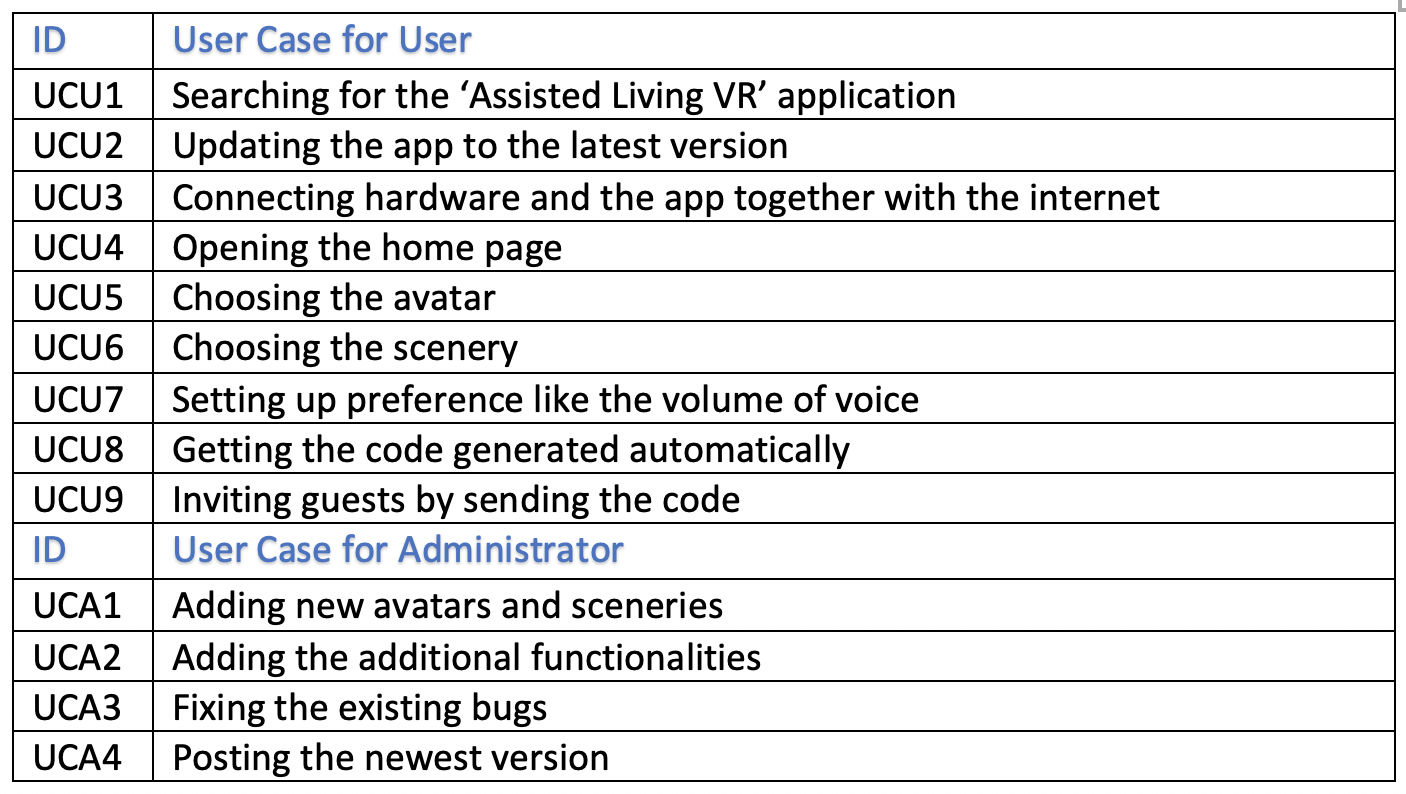 ID User Case for User
UCU1 Searching for the ‘Assisted Living VR’ application
UCU2 Updating the app to the latest version
UCU3 Connecting hardware and the app together with the internet
UCU4 Opening the home page
UCU5 Choosing the avatar
UCU6 Choosing the scenery
UCU7 Setting up preference like the volume of voice
UCU8 Getting the code generated automatically
UCU9 Inviting guests by sending the code
ID User Case for Administrator
UCA1 Adding new avatars and sceneries
UCA2 Adding the additional functionalities
UCA3 Fixing the existing bugs
UCA4 Posting the newest version